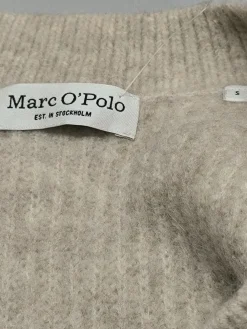 Marc O'Polo
EST. IN STOCKHOLM
S